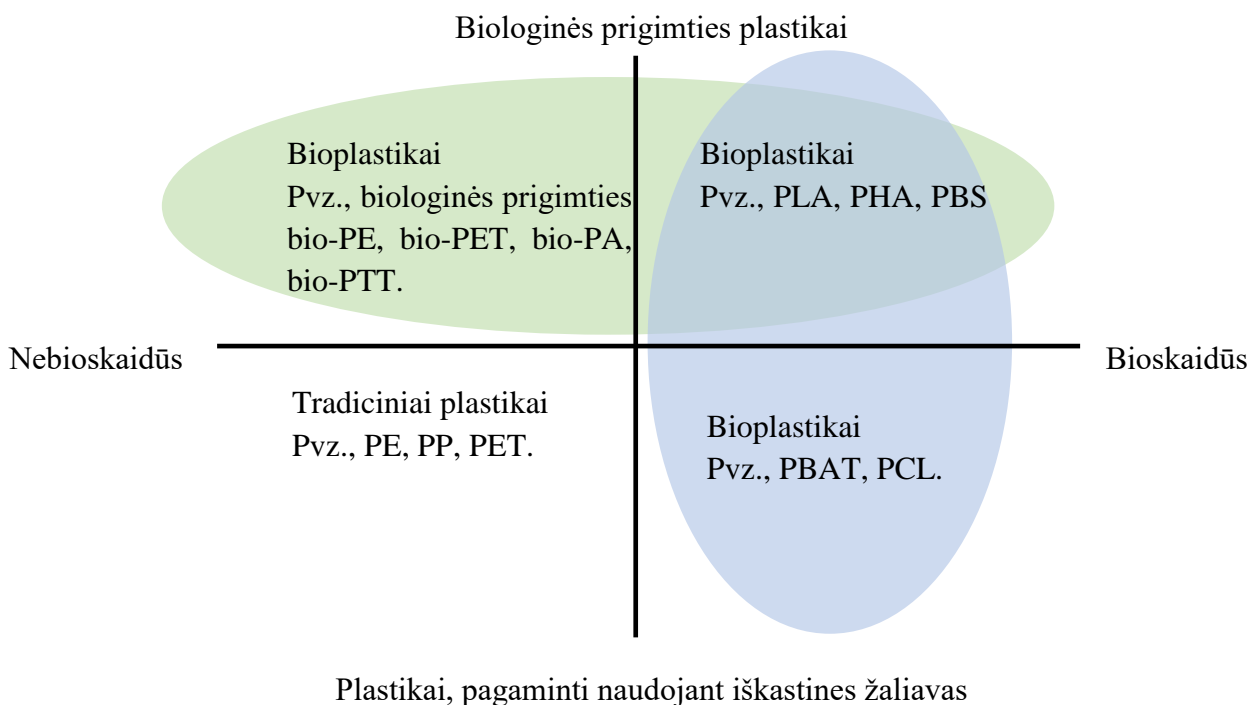 Biologinės prigimties plastikai
Bioplastikai
Pvz., biologinės prigimties
bio-PE, bio-PET, bio-PA,
bio-PTT.
Bioplastikai
Pvz., PLA, PHA, PBS
Nebioskaidūs
Bioskaidūs
Tradiciniai plastikai
Pvz., PE, PP, PET.
Bioplastikai
Pvz., PBAT, PCL.
Plastikai, pagaminti naudojant iškastines žaliavas